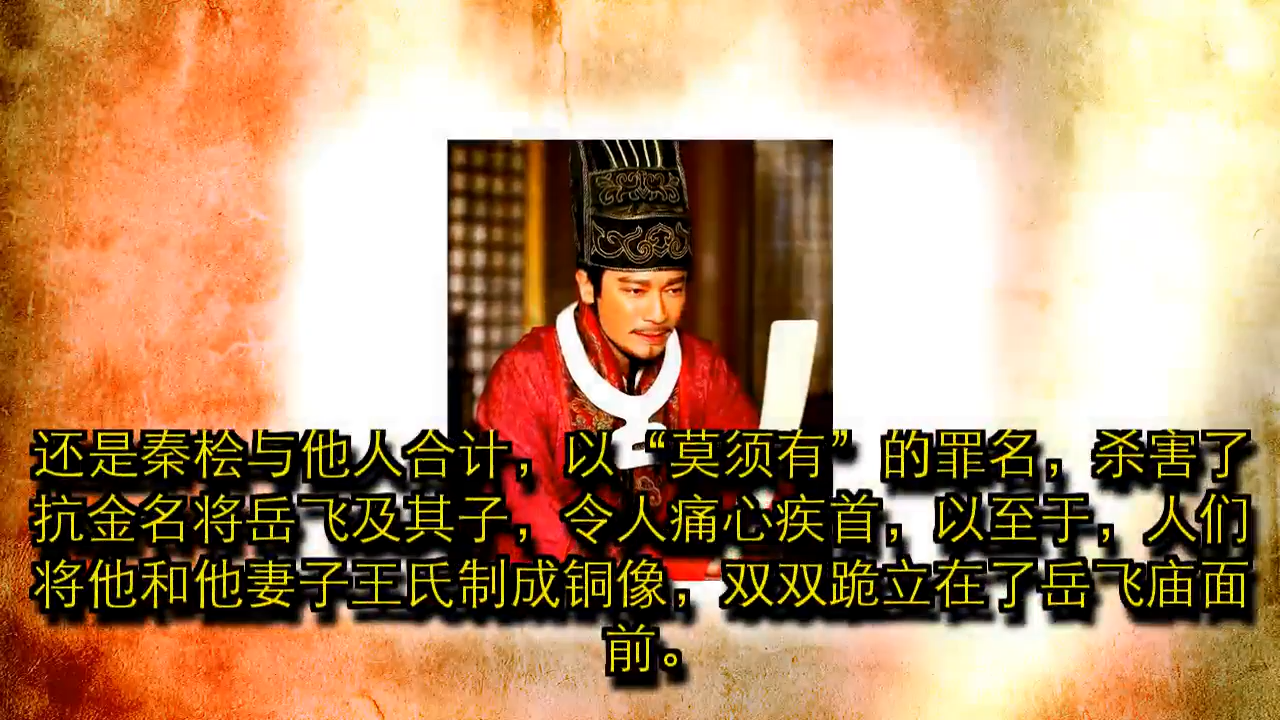 还是秦桧与他人合计，以“莫须有”的罪名，杀害了
抗金名将岳飞及其子，令人痛心疾首，以至于，人们
将他和他妻子王氏制成铜像，双双跪立在了岳飞庙面
前。